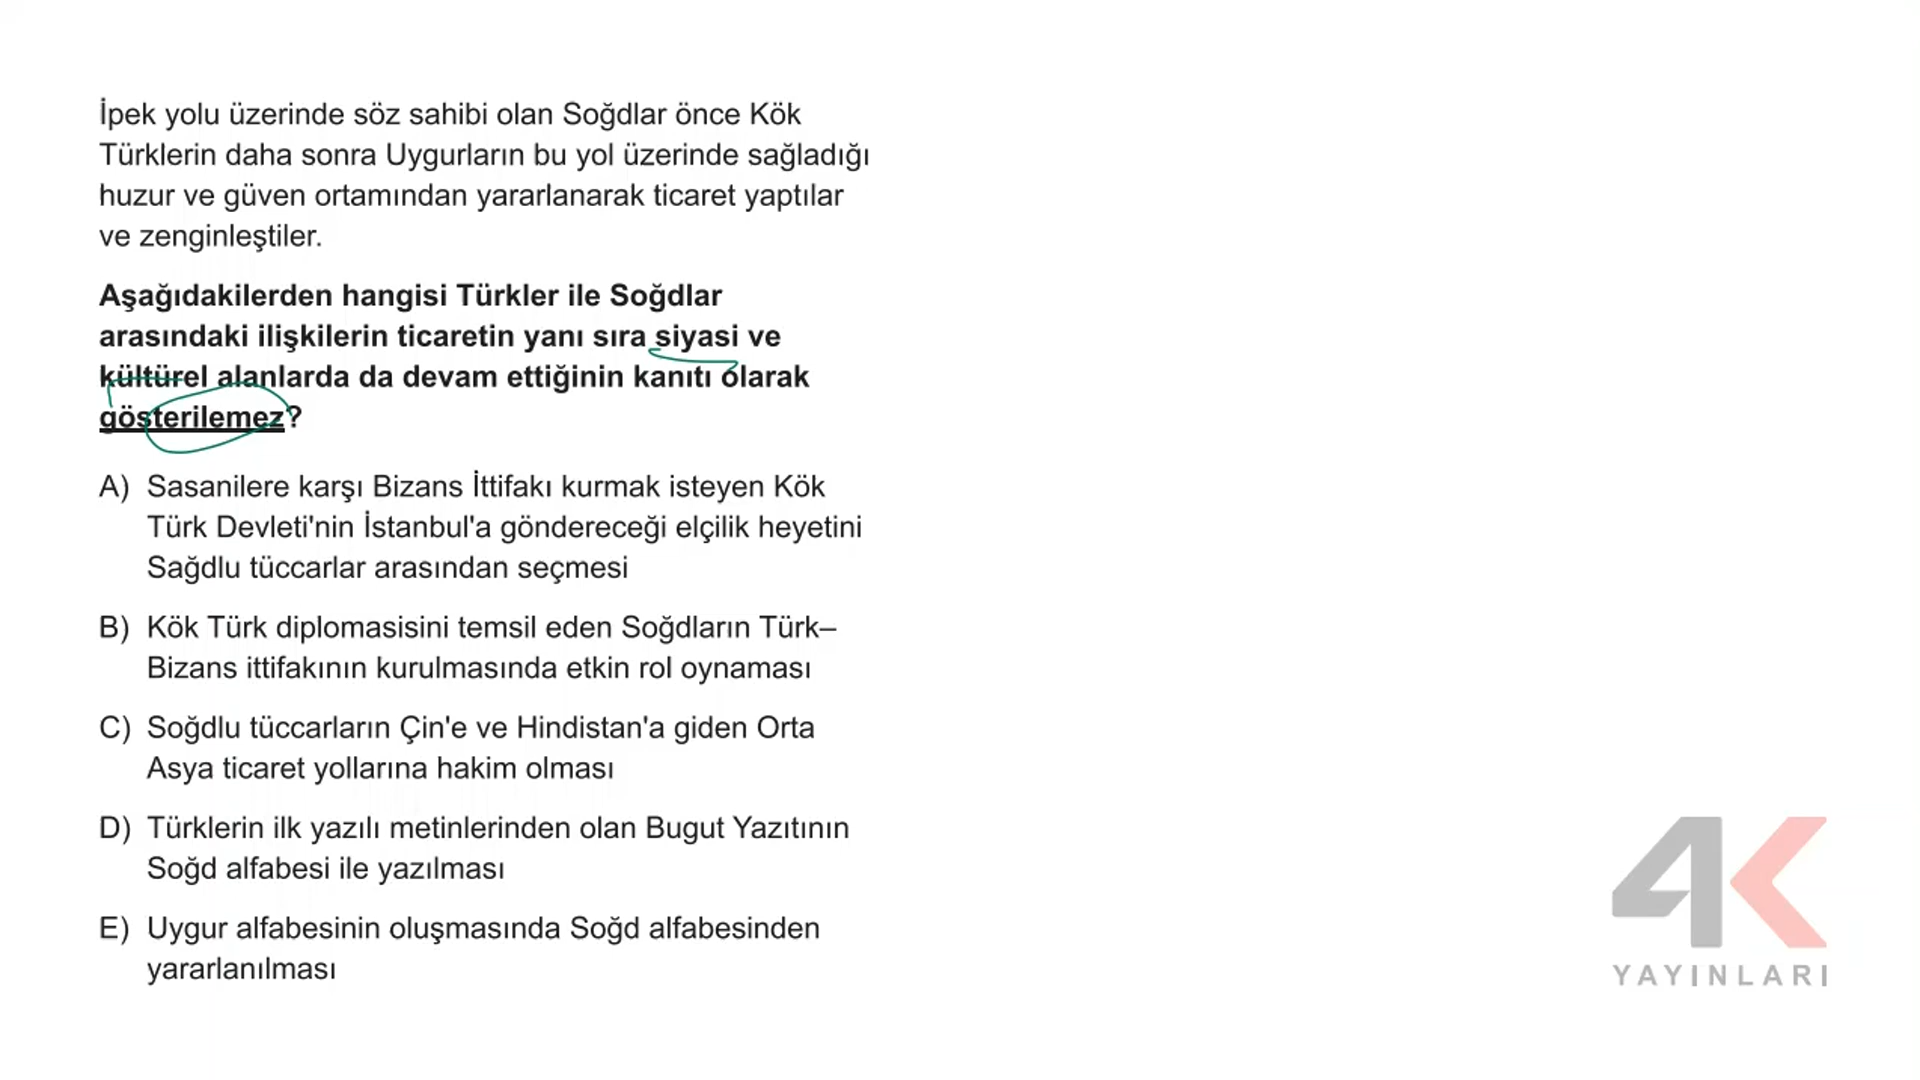 İpek yolu üzerinde söz sahibi olan Soğdlar önce Kök
Türklerin daha sonra Uygurların bu yol üzerinde sağladığı
huzur ve güven ortamından yararlanarak ticaret yaptılar
ve zenginleştiler.
Aşağıdakilerden hangisi Türkler ile Soğdlar
arasındaki ilişkilerin ticaretin yanı sıra siyasi ve
kültürel alanlarda da devam ettiğinin kanıtı olarak
gösterilemez?
A) Sasanilere karşı Bizans İttifakı kurmak isteyen Kök
Türk Devleti'nin İstanbul'a göndereceği elçilik heyetini
Sağdlu tüccarlar arasından seçmesi
B) Kök Türk diplomasisini temsil eden Soğdların Türk–
Bizans ittifakının kurulmasında etkin rol oynaması
C) Soğdlu tüccarların Çin'e ve Hindistan'a giden Orta
Asya ticaret yollarına hakim olması
D) Türklerin ilk yazılı metinlerinden olan Bugut Yazıtının
Soğd alfabesi ile yazılması
E) Uygur alfabesinin oluşmasında Soğd alfabesinden
yararlanılması
4K
YAYINLARI